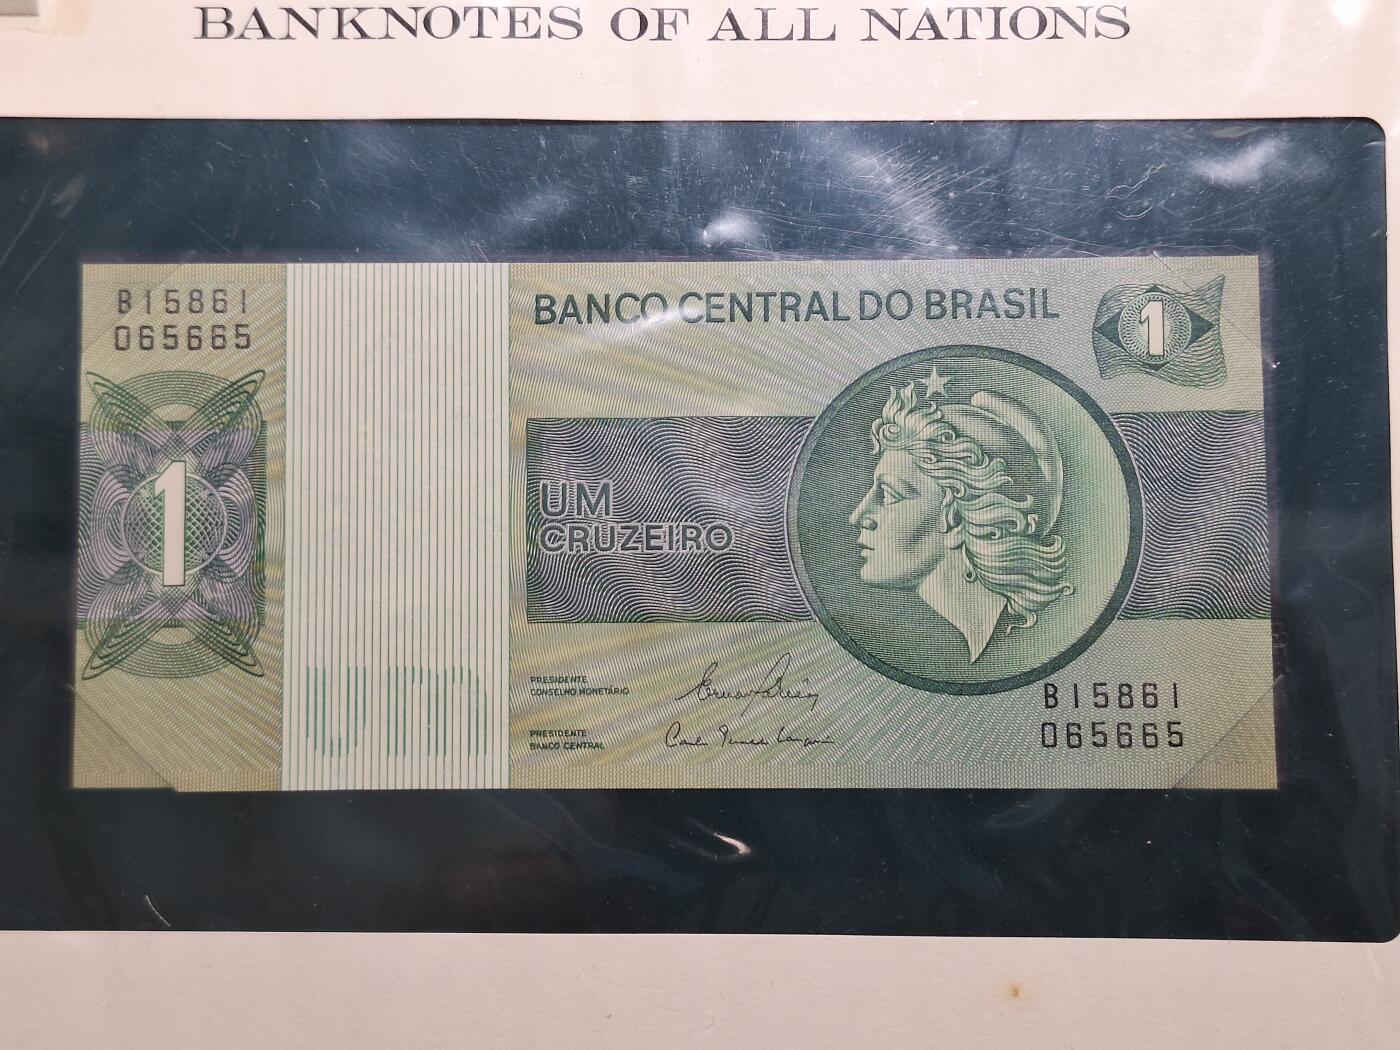 BANKNOTES OF ALL NATIONS
B15861
065665
BANCO CENTRAL DO BRASIL
1
1
UM
CRUZEIRO
PRESIDENTE
CONSELHO MONETÁRIO
PRESIDENTE
BANCO CENTRAL
B15861
065665